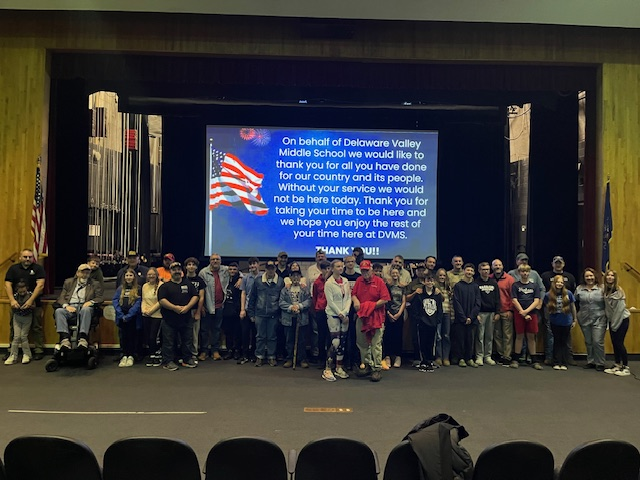 On behalf of Delaware Valley
Middle School we would like to
thank you for all you have done
for our country and its people.
Without your service we would
not be here today. Thank you for
taking your time to be here and
we hope you enjoy the rest of
your time here at DVMS.
THANK YOU!!